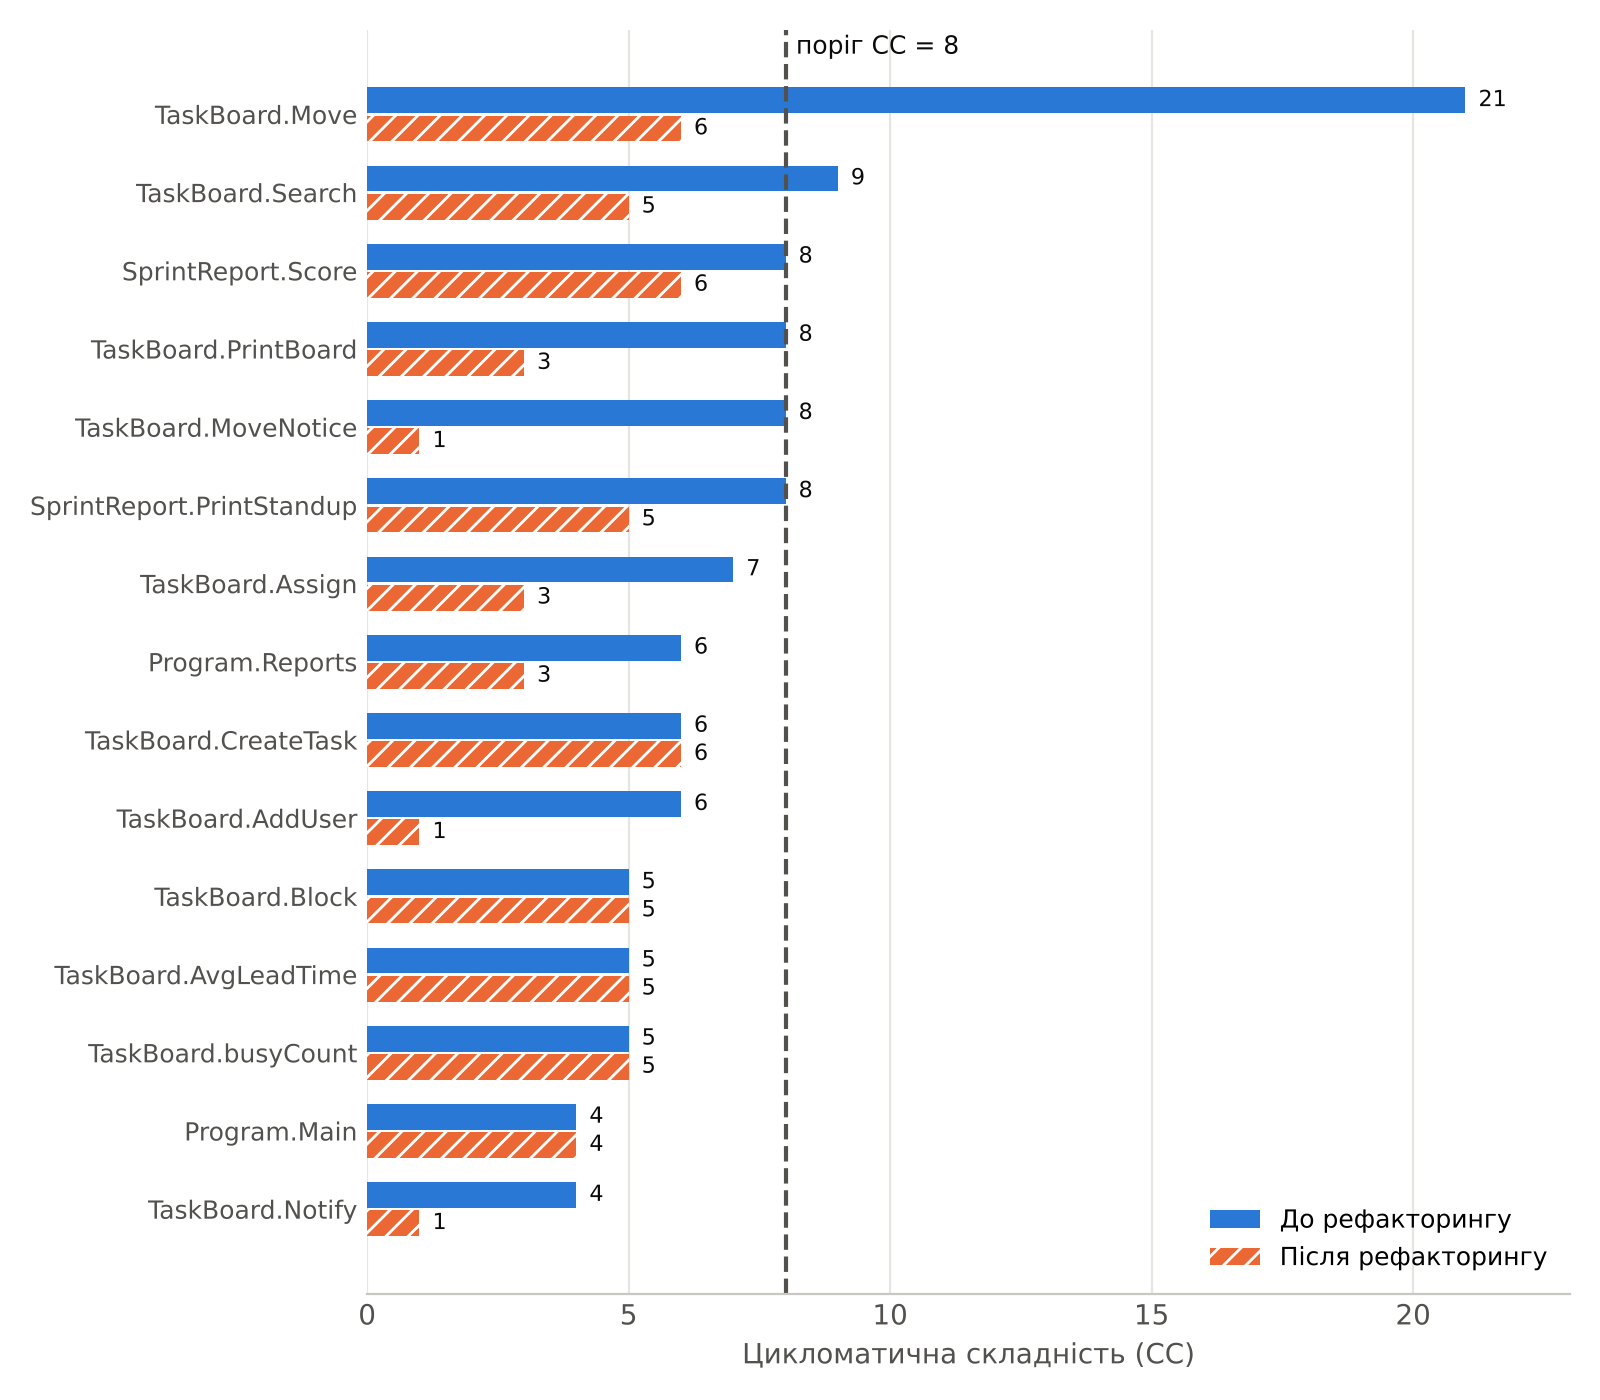 поріг CC = 8
TaskBoard.Move 21
6
TaskBoard.Search 9
5
SprintReport.Score 8
6
TaskBoard.PrintBoard 8
3
TaskBoard.MoveNotice 8
1
SprintReport.PrintStandup 8
5
TaskBoard.Assign 7
3
Program.Reports 6
3
TaskBoard.CreateTask 6
6
TaskBoard.AddUser 6
1
TaskBoard.Block 5
5
TaskBoard.AvgLeadTime 5
5
TaskBoard.busyCount 5
5
Program.Main 4
4
TaskBoard.Notify 4
1
До рефакторингу
Після рефакторингу
0 5 10 15 20
Цикломатична складність (CC)